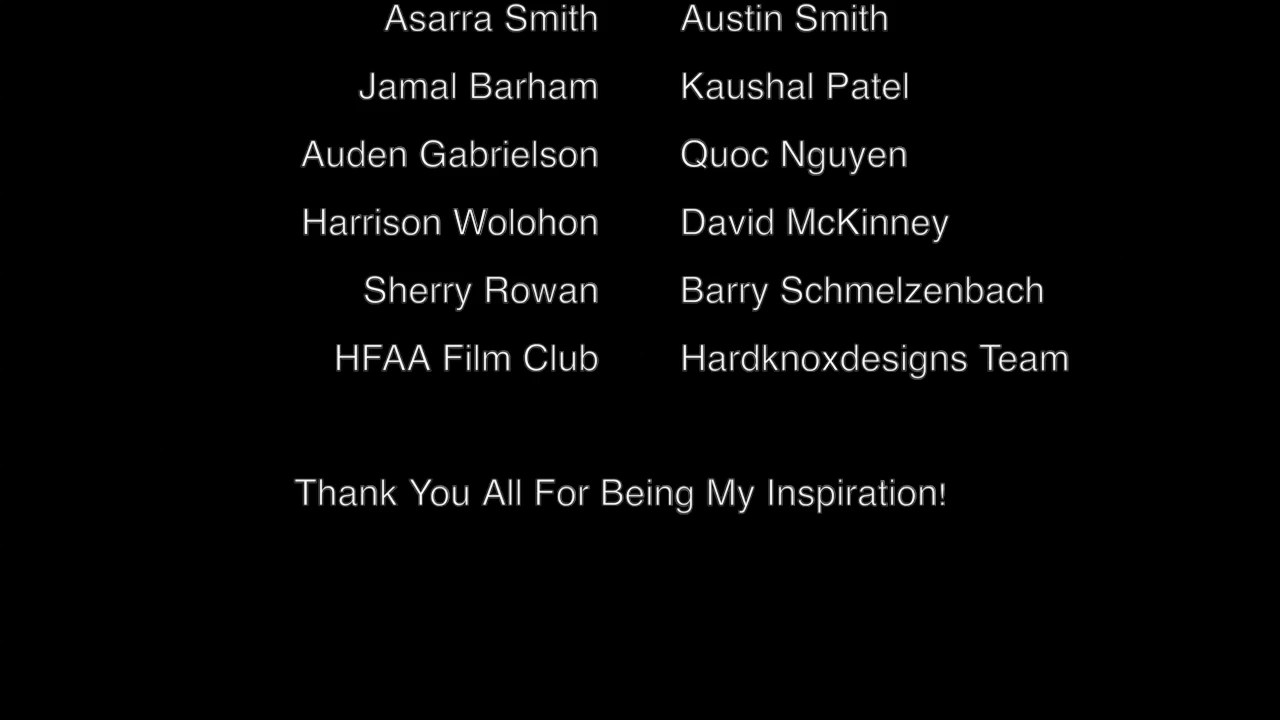 Asarra Smith Austin Smith
Jamal Barham Kaushal Patel
Auden Gabrielson Quoc Nguyen
Harrison Wolohon David McKinney
Sherry Rowan Barry Schmelzenbach
HFAA Film Club Hardknoxdesigns Team
Thank You All For Being My Inspiration!